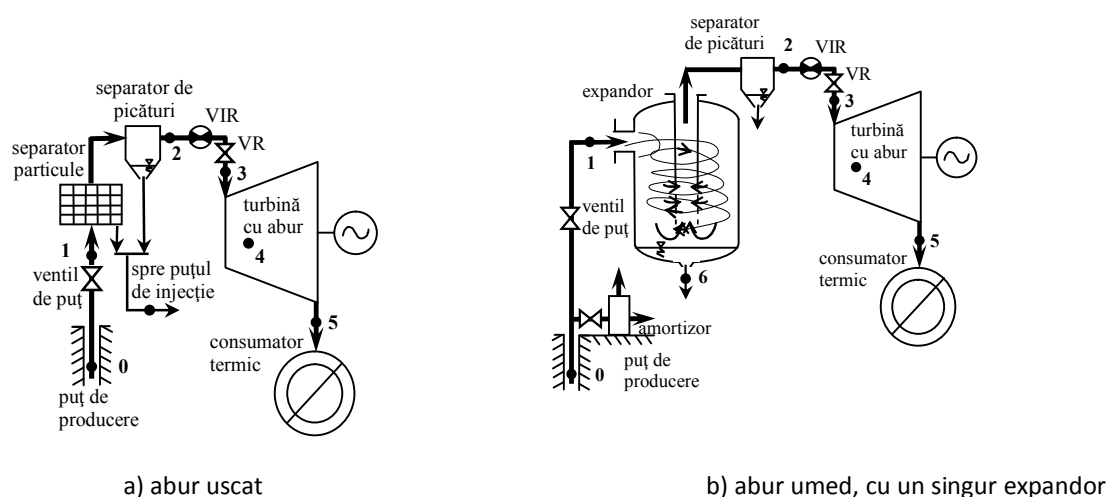 separator de
picături
VIR
VR
separator
particule
2
3
turbină
cu abur
4
1
ventil
de puț
spre puțul
de injecție
5
consumator
termic
0
puț de
producere
a) abur uscat
separator
de picături
2
VIR
VR
expandor
3
1
turbină
cu abur
4
ventil
de puț
5
consumator
termic
6
amortizor
puț de
producere
0
b) abur umed, cu un singur expandor